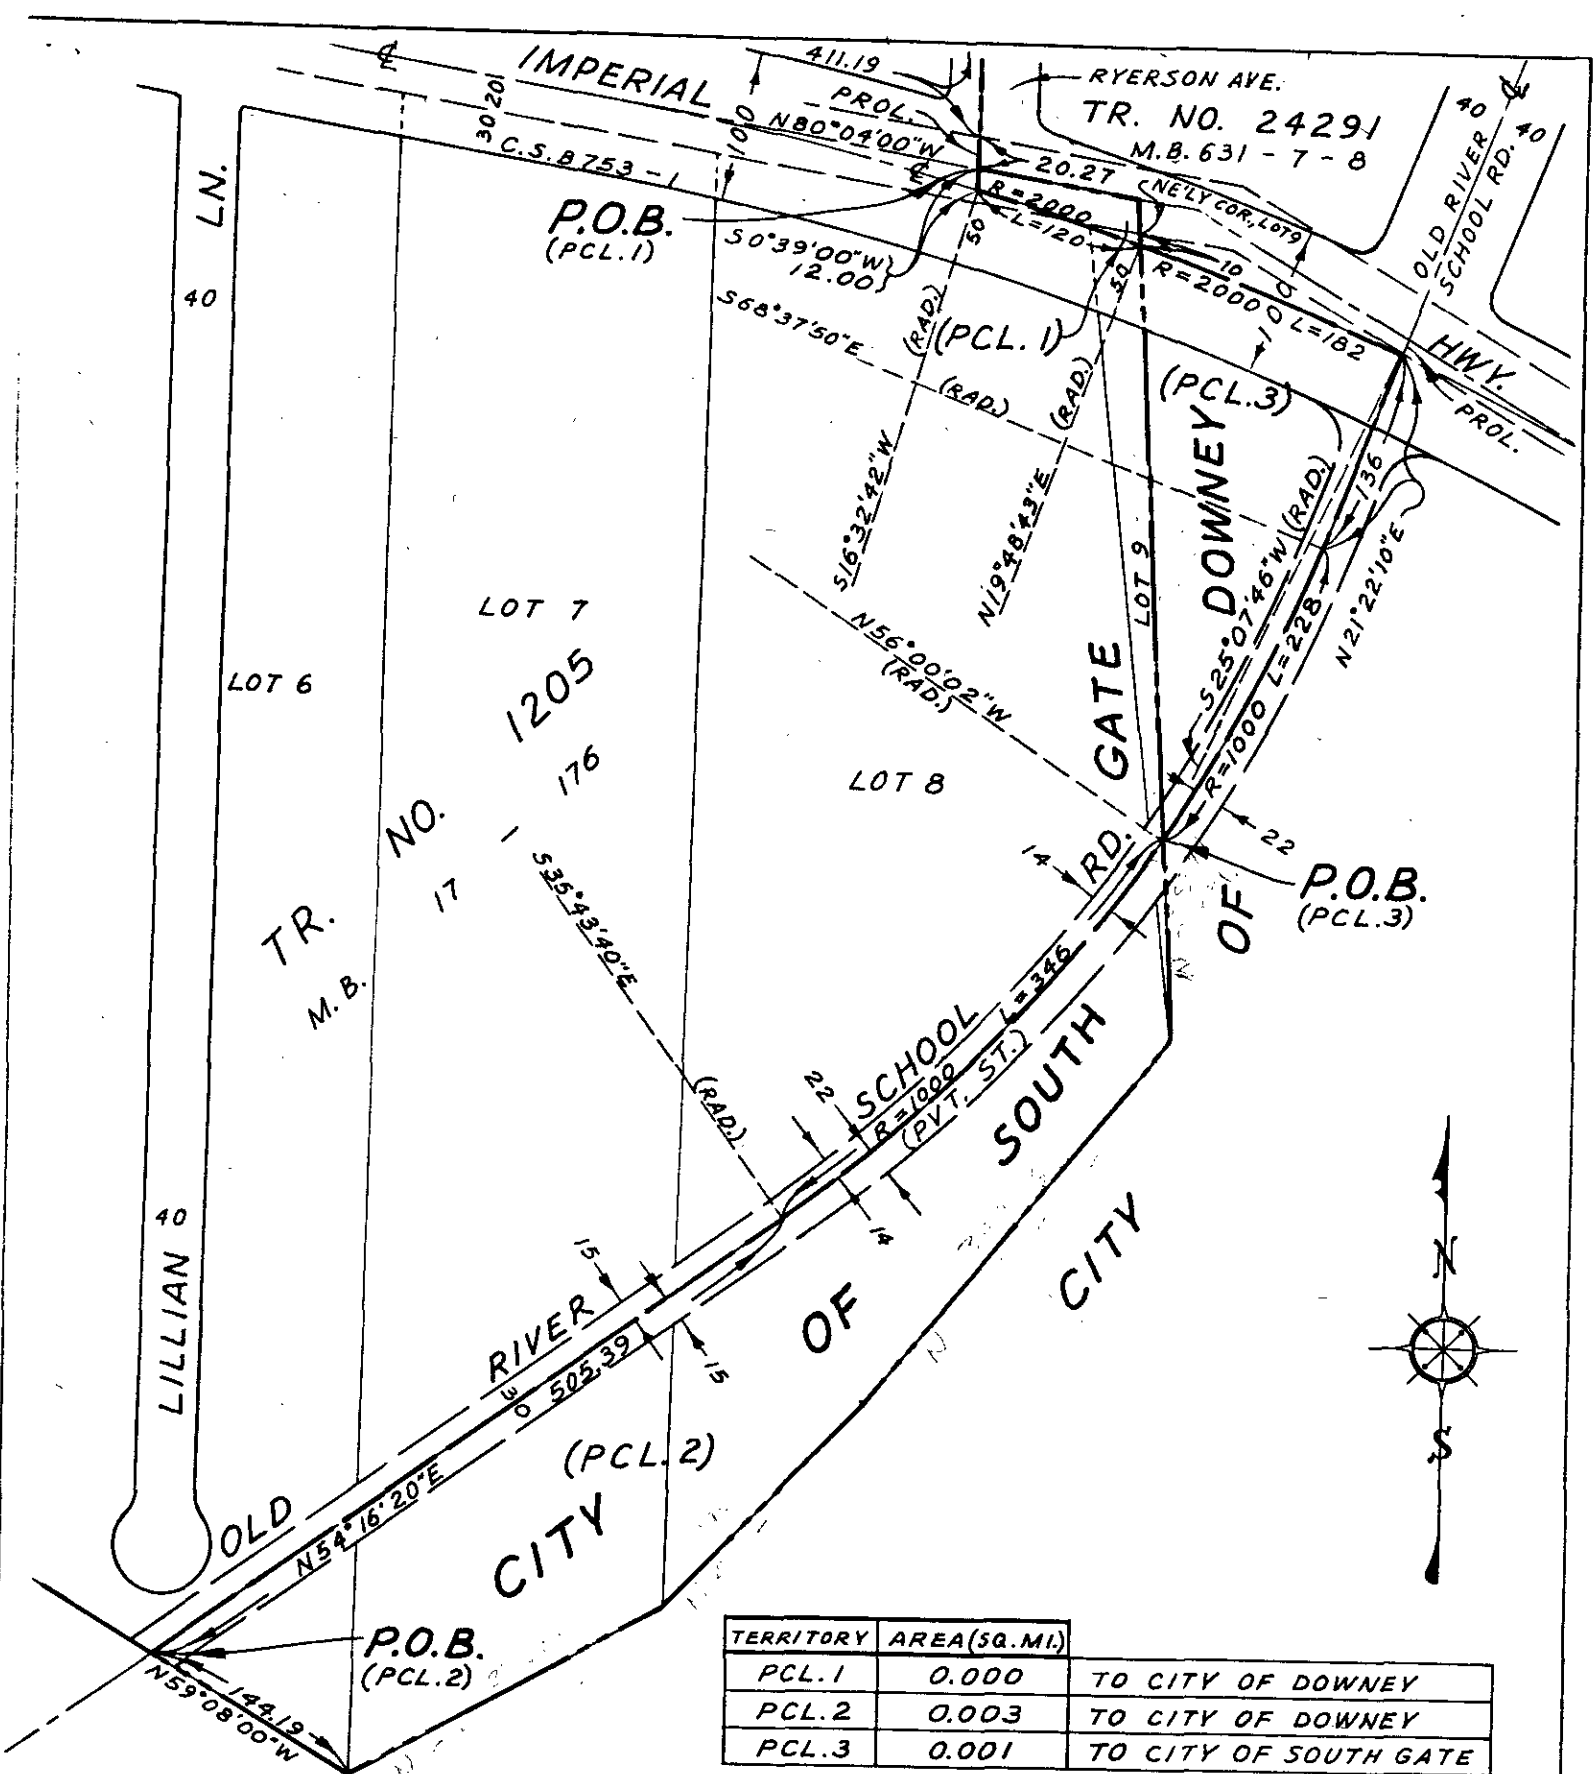 ℄
IMPERIAL
HWY.
411.19
PROL.
N80°04'00"W
30 20
100
C.S. B753-1
℄
RYERSON AVE.
TR. NO. 24291
M.B. 631 - 7 - 8
20.27
NE'LY COR., LOT 9
40
℄
40
OLD RIVER
SCHOOL RD.
P.O.B.
(PCL. 1)
S0°39'00"W
12.00
R=2000
L=120
50
50
10
R=2000
L=182
100
PROL.
S68°37'50"E
(RAD.)
(RAD.)
(PCL. 1)
(RAD.)
(PCL. 3)
S16°32'42"W
N19°48'43"E
N56°00'02"W
(RAD.)
LOT 9
DOWNEY
GATE
S25°07'46"W (RAD.)
136
N21°22'10"E
R=1000 L=228
LN.
40
LOT 6
LOT 7
1205
176
LOT 8
NO.
1
17
TR.
M. B.
S35°43'40"E
(RAD.)
14
RD.
22
P.O.B.
(PCL. 3)
OF
SCHOOL
L=346
R=1000
(PVT. ST.)
22
14
SOUTH
CITY
OF
40
LILLIAN
15
RIVER
30
505.39
15
(PCL. 2)
N54°16'20"E
OLD
CITY
P.O.B.
(PCL. 2)
144.19
N59°08'00"W
N
S
TERRITORY AREA (SQ. MI.)
PCL. 1 0.000 TO CITY OF DOWNEY
PCL. 2 0.003 TO CITY OF DOWNEY
PCL. 3 0.001 TO CITY OF SOUTH GATE